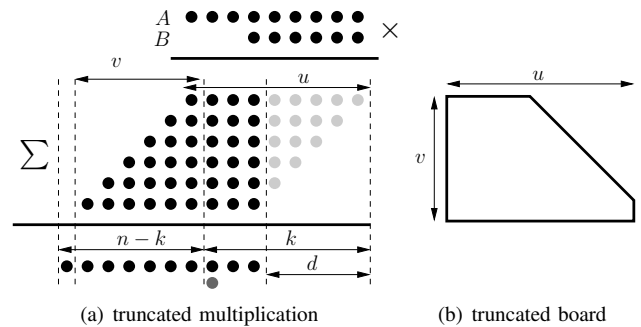 A
B ×
v
u
∑
n − k
k
d
u
v
(a) truncated multiplication
(b) truncated board